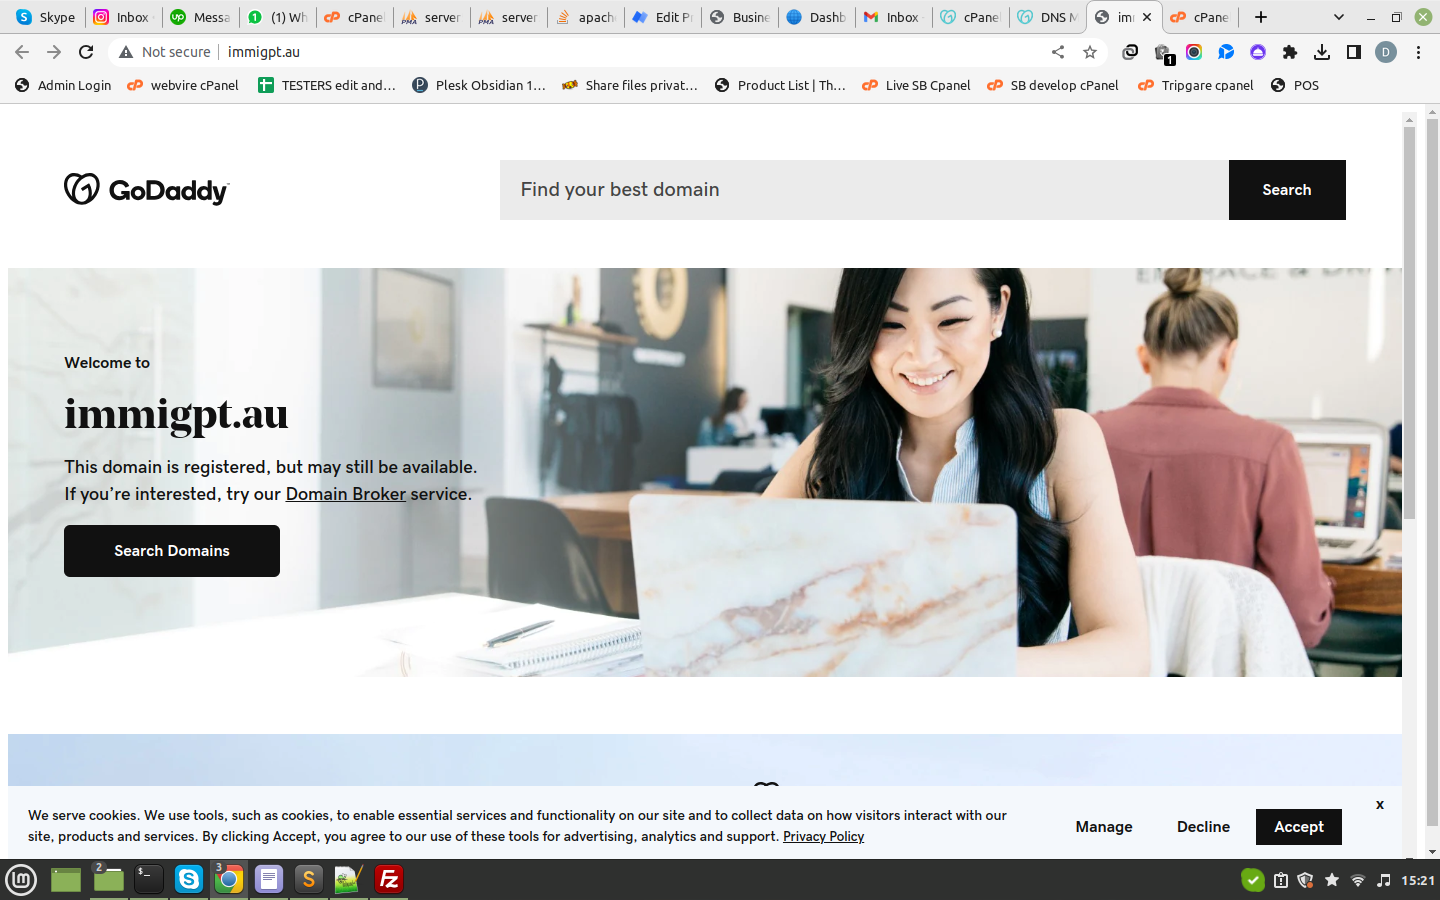 Skype
Inbox
Messa
(1) Wh
cPanel
server
server
apach
Edit Pr
Busine
Dashb
Inbox
cPanel
DNS M
im
cPane
Not secure
immigpt.au
1
D
Admin Login
webvire cPanel
TESTERS edit and...
Plesk Obsidian 1...
Share files privat...
Product List | Th...
Live SB Cpanel
SB develop cPanel
Tripgare cpanel
POS
GoDaddy
Find your best domain
Search
Welcome to
immigpt.au
This domain is registered, but may still be available.
If you’re interested, try our Domain Broker service.
Search Domains
x
We serve cookies. We use tools, such as cookies, to enable essential services and functionality on our site and to collect data on how visitors interact with our
site, products and services. By clicking Accept, you agree to our use of these tools for advertising, analytics and support. Privacy Policy
Manage
Decline
Accept
2
3
15:21